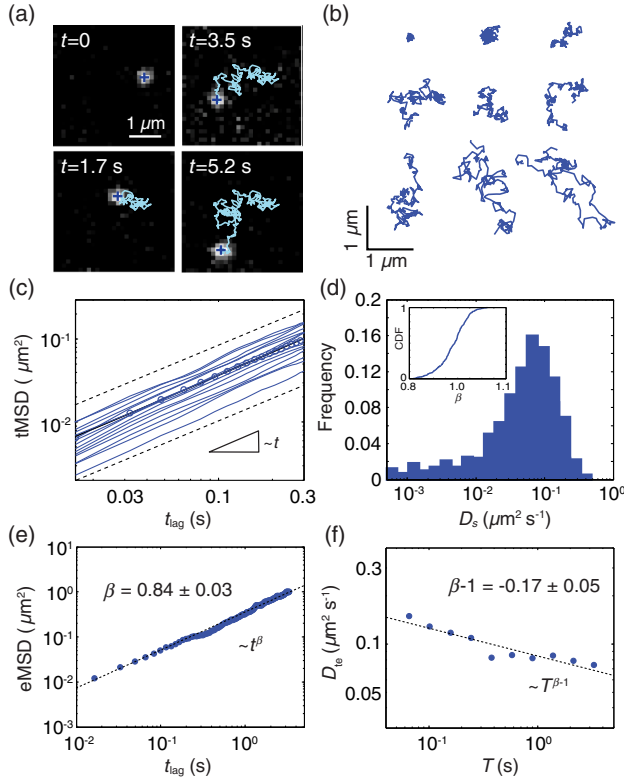 (a)
t=0
1 µm
t=3.5 s
t=1.7 s
t=5.2 s
(b)
1 µm
1 µm
(c)
tMSD ( µm²)
10⁻¹
10⁻²
~t
0.03
0.1
0.3
t_lag (s)
(d)
Frequency
0.2
0.16
0.12
0.08
0.04
0
CDF
1
0
0.8
1.0
1.1
β
10⁻³
10⁻²
10⁻¹
10⁰
D_s (µm² s⁻¹)
(e)
eMSD (µm²)
10¹
10⁰
10⁻¹
10⁻²
10⁻³
β = 0.84 ± 0.03
~t^β
10⁻²
10⁻¹
10⁰
t_lag (s)
(f)
D_te (µm² s⁻¹)
0.3
0.1
0.05
β-1 = -0.17 ± 0.05
~T^β-1
10⁻¹
10⁰
T (s)